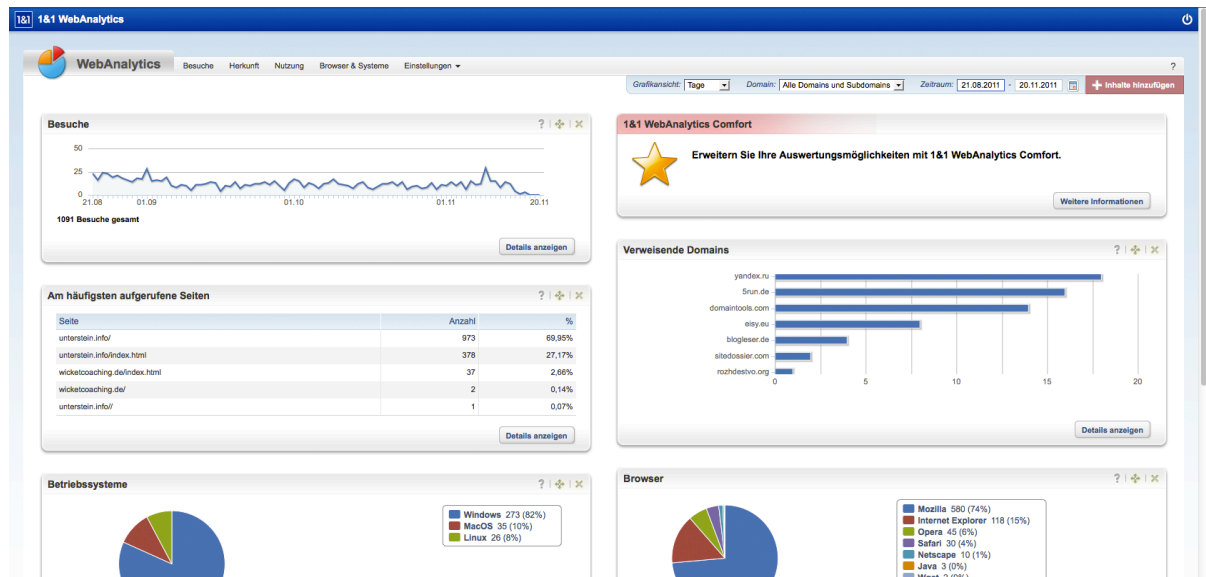 1&1 1&1 WebAnalytics
WebAnalytics Besuche Herkunft Nutzung Browser & Systeme Einstellungen ?
Grafikansicht: Tage Domain: Alle Domains und Subdomains Zeitraum: 21.08.2011 - 20.11.2011 Inhalte hinzufügen
Besuche ?
50
25
0
21.08 01.09 01.10 01.11 20.11
1091 Besuche gesamt
Details anzeigen
Am häufigsten aufgerufene Seiten ?
Seite Anzahl %
unterstein.info/ 973 69,95%
unterstein.info/index.html 378 27,17%
wicketcoaching.de/index.html 37 2,66%
wicketcoaching.de/ 2 0,14%
unterstein.info// 1 0,07%
Details anzeigen
Betriebssysteme ?
Windows 273 (82%)
MacOS 35 (10%)
Linux 26 (8%)
1&1 WebAnalytics Comfort
Erweitern Sie Ihre Auswertungsmöglichkeiten mit 1&1 WebAnalytics Comfort.
Weitere Informationen
Verweisende Domains ?
yandex.ru
5run.de
domaintools.com
eisy.eu
blogleser.de
sitedossier.com
rozhdestvo.org
0 5 10 15 20
Details anzeigen
Browser ?
Mozilla 580 (74%)
Internet Explorer 118 (15%)
Opera 45 (6%)
Safari 30 (4%)
Netscape 10 (1%)
Java 3 (0%)